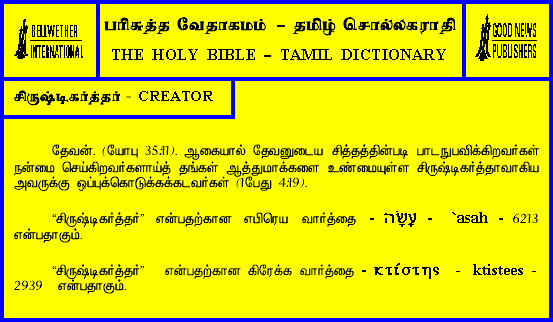 BELLWETHER
INTERNATIONAL
பரிசுத்த வேதாகமம் – தமிழ் சொல்லகராதி
THE HOLY BIBLE – TAMIL DICTIONARY
GOOD NEWS
PUBLISHERS
சிருஷ்டிகர்த்தர் - CREATOR
தேவன். (யோபு 35:11). ஆகையால் தேவனுடைய சித்தத்தின்படி பாடநுபவிக்கிறவர்கள்
நன்மை செய்கிறவர்களாய்த் தங்கள் ஆத்துமாக்களை உண்மையுள்ள சிருஷ்டிகர்த்தாவாகிய
அவருக்கு ஒப்புக்கொடுக்கக்கடவர்கள் (1பேது 4:19).
“சிருஷ்டிகர்த்தர்” என்பதற்கான எபிரெய வார்த்தை - עָשָׂה - `asah - 6213
என்பதாகும்.
“சிருஷ்டிகர்த்தர்” என்பதற்கான கிரேக்க வார்த்தை - κτίστης - ktistees -
2939 என்பதாகும்.